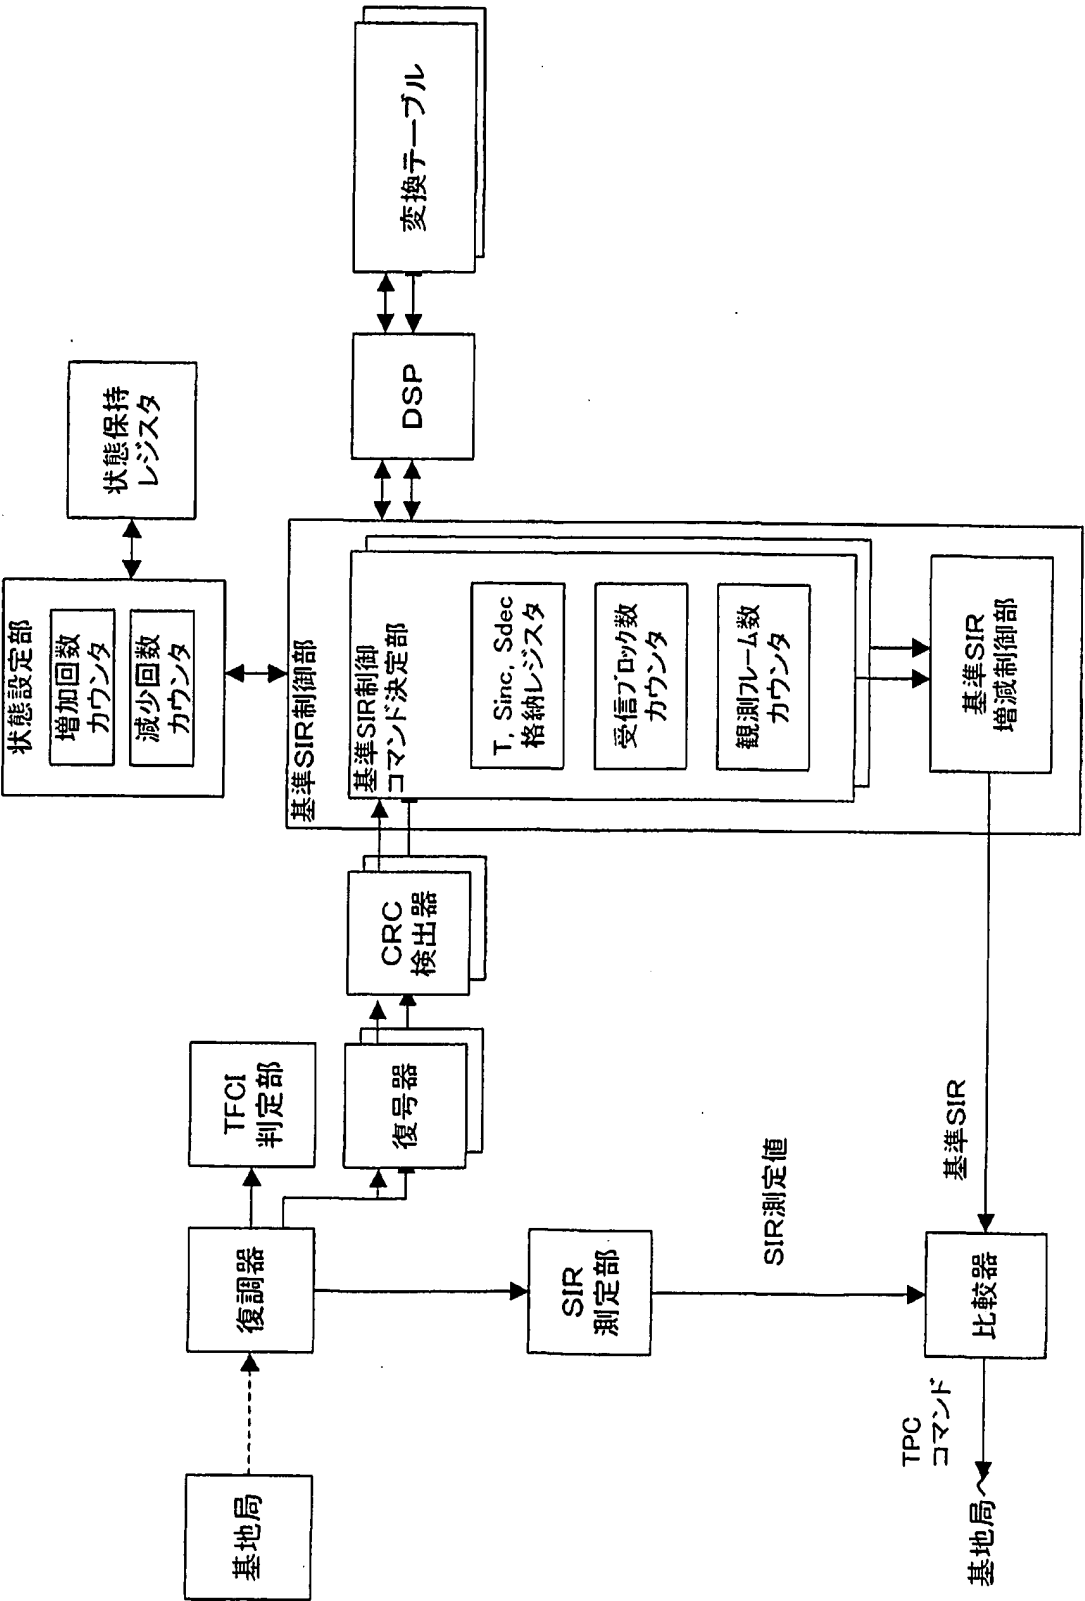 基地局
復調器
TFCI
判定部
復号器
CRC
検出器
状態設定部
増加回数
カウンタ
減少回数
カウンタ
状態保持
レジスタ
基準SIR制御部
基準SIR制御
コマンド決定部
T, Sinc, Sdec
格納レジスタ
受信ブロック数
カウンタ
観測フレーム数
カウンタ
基準SIR
増減制御部
DSP
変換テーブル
SIR
測定部
SIR測定値
基準SIR
比較器
TPC
コマンド
基地局へ